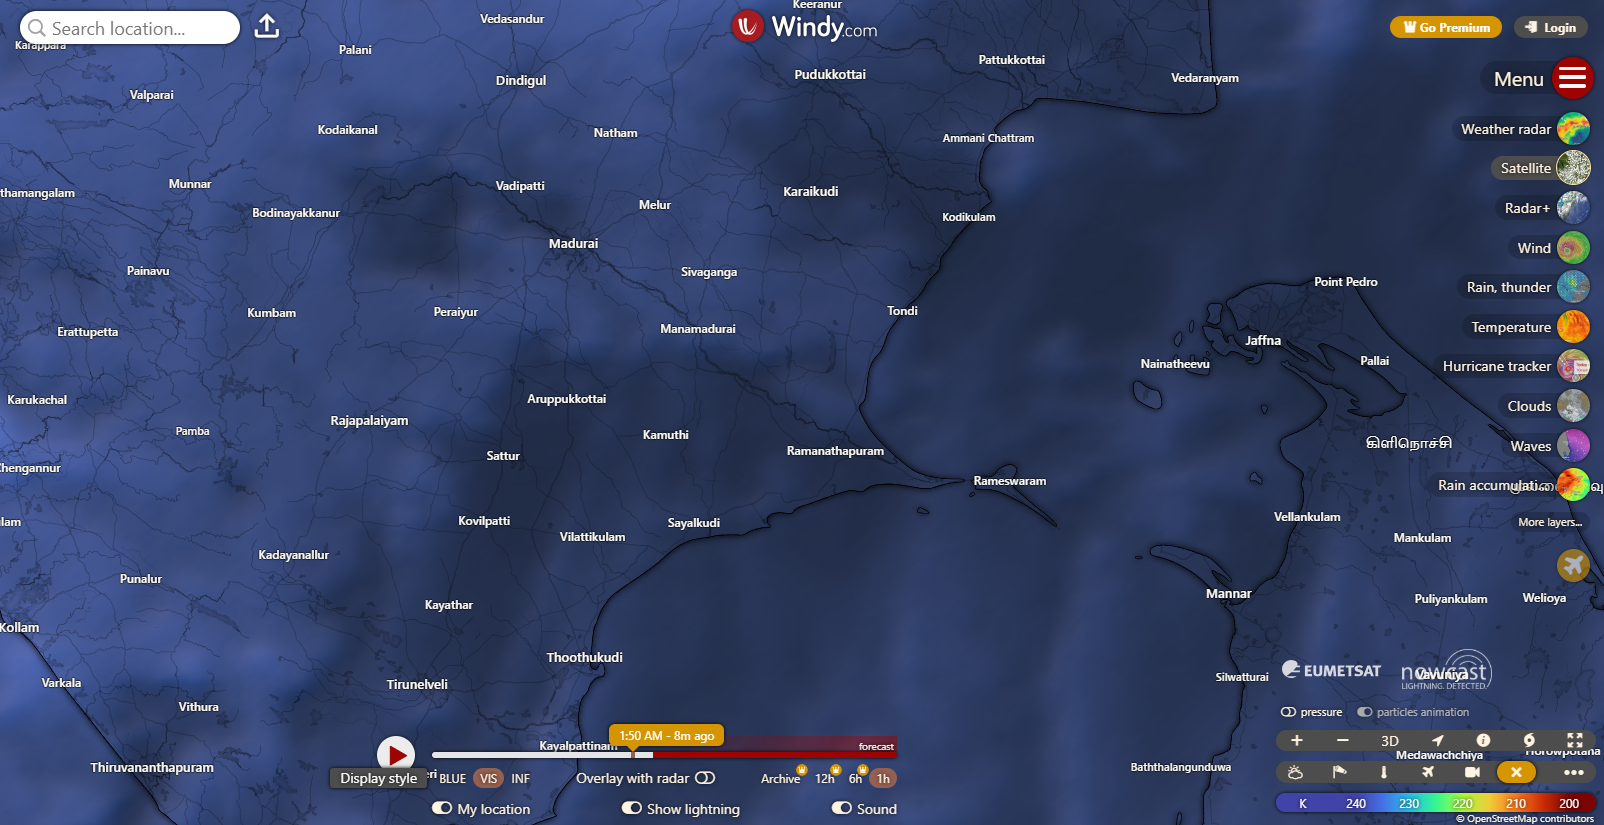 Search location...
Windy.com
Go Premium
Login
Menu
Weather radar
Satellite
Radar+
Wind
Rain, thunder
Temperature
Hurricane tracker
Clouds
Waves
More layers...
Keeranur
Vedasandur
Karappara
Palani
Pattukkottai
Pudukkottai
Vedaranyam
Dindigul
Valparai
Kodaikanal
Natham
Ammani Chattram
Munnar
Vadipatti
Karaikudi
thamangalam
Melur
Bodinayakkanur
Kodikulam
Madurai
Painavu
Sivaganga
Point Pedro
Kumbam
Peraiyur
Tondi
Erattupetta
Manamadurai
Jaffna
Nainatheevu
Pallai
Karukachal
Aruppukkottai
Rajapalaiyam
Pamba
Kamuthi
கிளிநொச்சி
Sattur
Ramanathapuram
Chengannur
Rameswaram
Rain accumulati
Kovilpatti
Sayalkudi
Vellankulam
lam
Vilattikulam
Mankulam
Kadayanallur
Punalur
Mannar
Puliyankulam
Welioya
Kayathar
Kollam
Thoothukudi
Varkala
Tirunelveli
Silwatturai
Vavuniya
Vithura
Kayalpattinam
Thiruvananthapuram
Baththalangunduwa
Medawachchiya
Horowpotana
EUMETSAT
nowcast
LIGHTNING. DETECTED.
pressure
particles animation
1:50 AM - 8m ago
forecast
Display style
eri
BLUE
VIS
INF
Overlay with radar
Archive
12h
6h
1h
My location
Show lightning
Sound
3D
K 240 230 220 210 200
© OpenStreetMap contributors